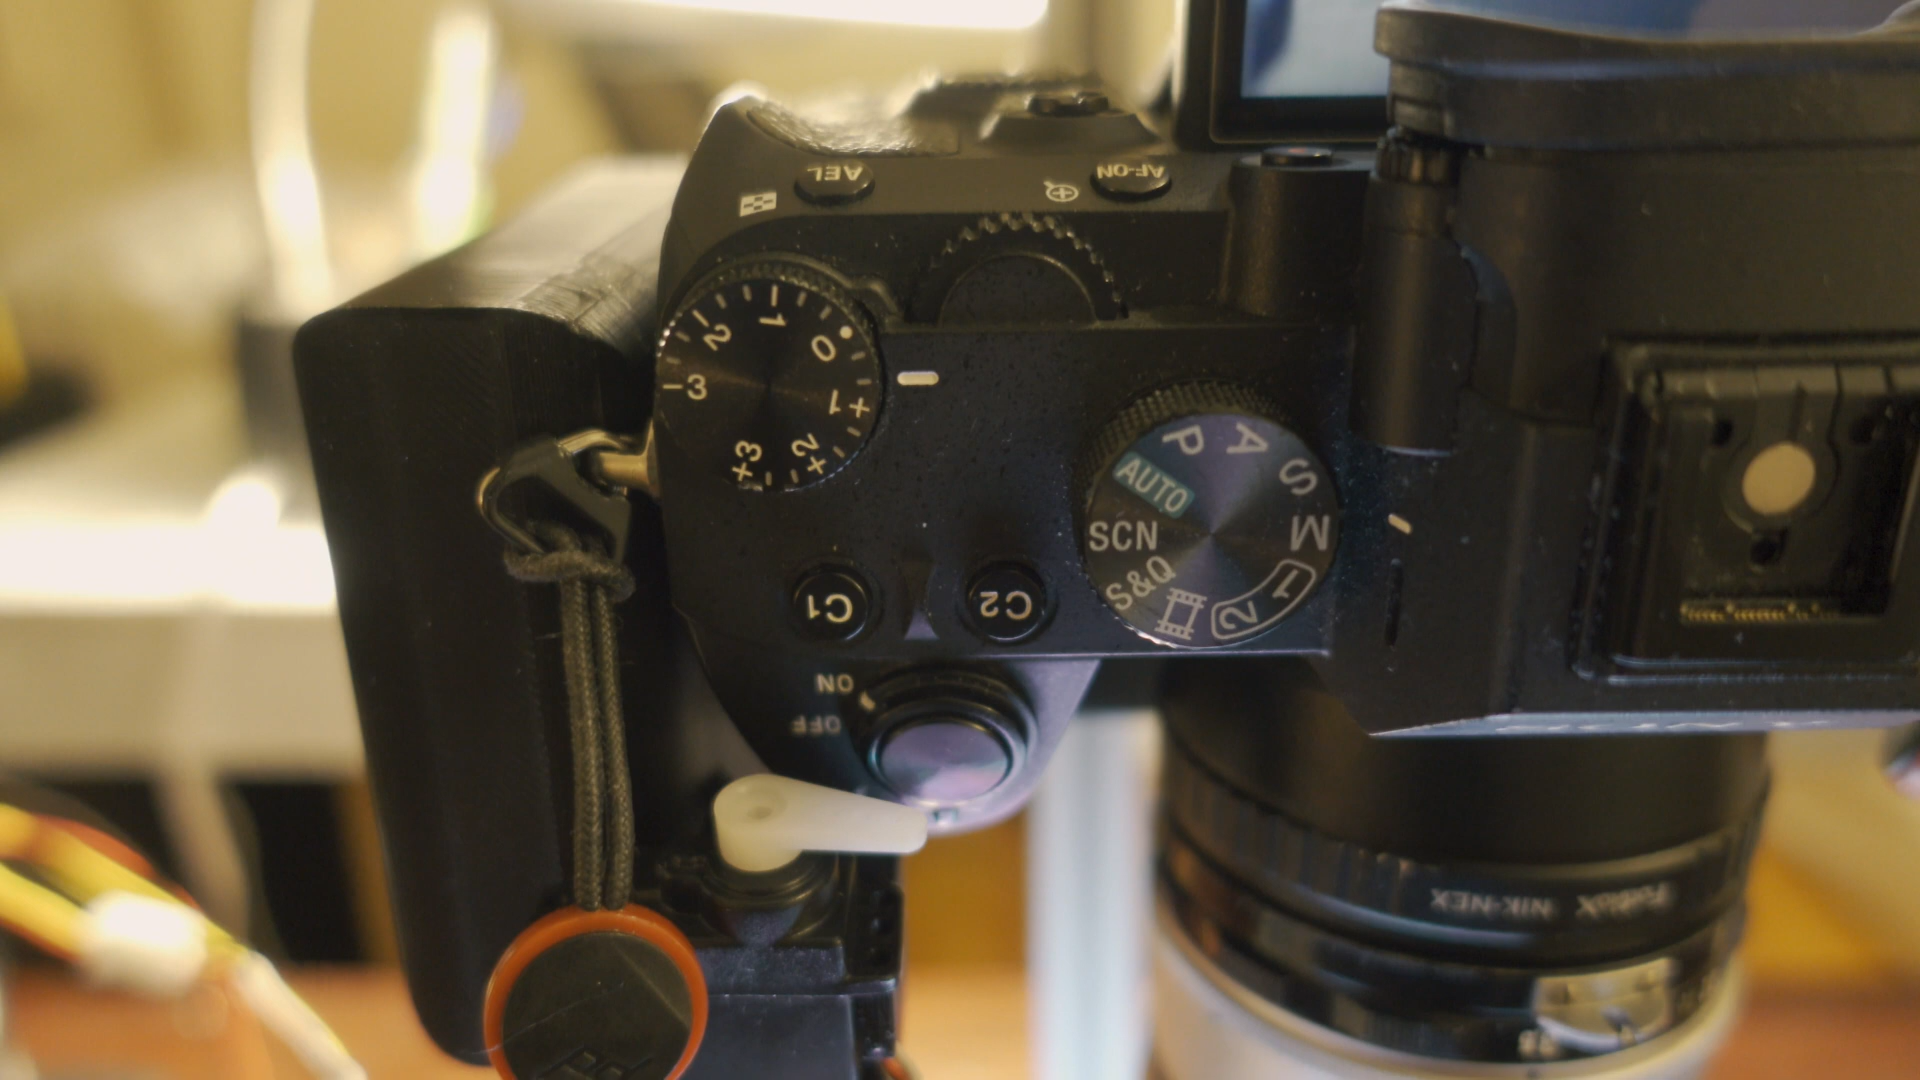 AEL
AF-ON
2
1
0
-3
+1
+2
+3
P
A
S
M
AUTO
SCN
S&Q
1
2
C1
C2
ON
OFF
FotodioX NIK-NEX